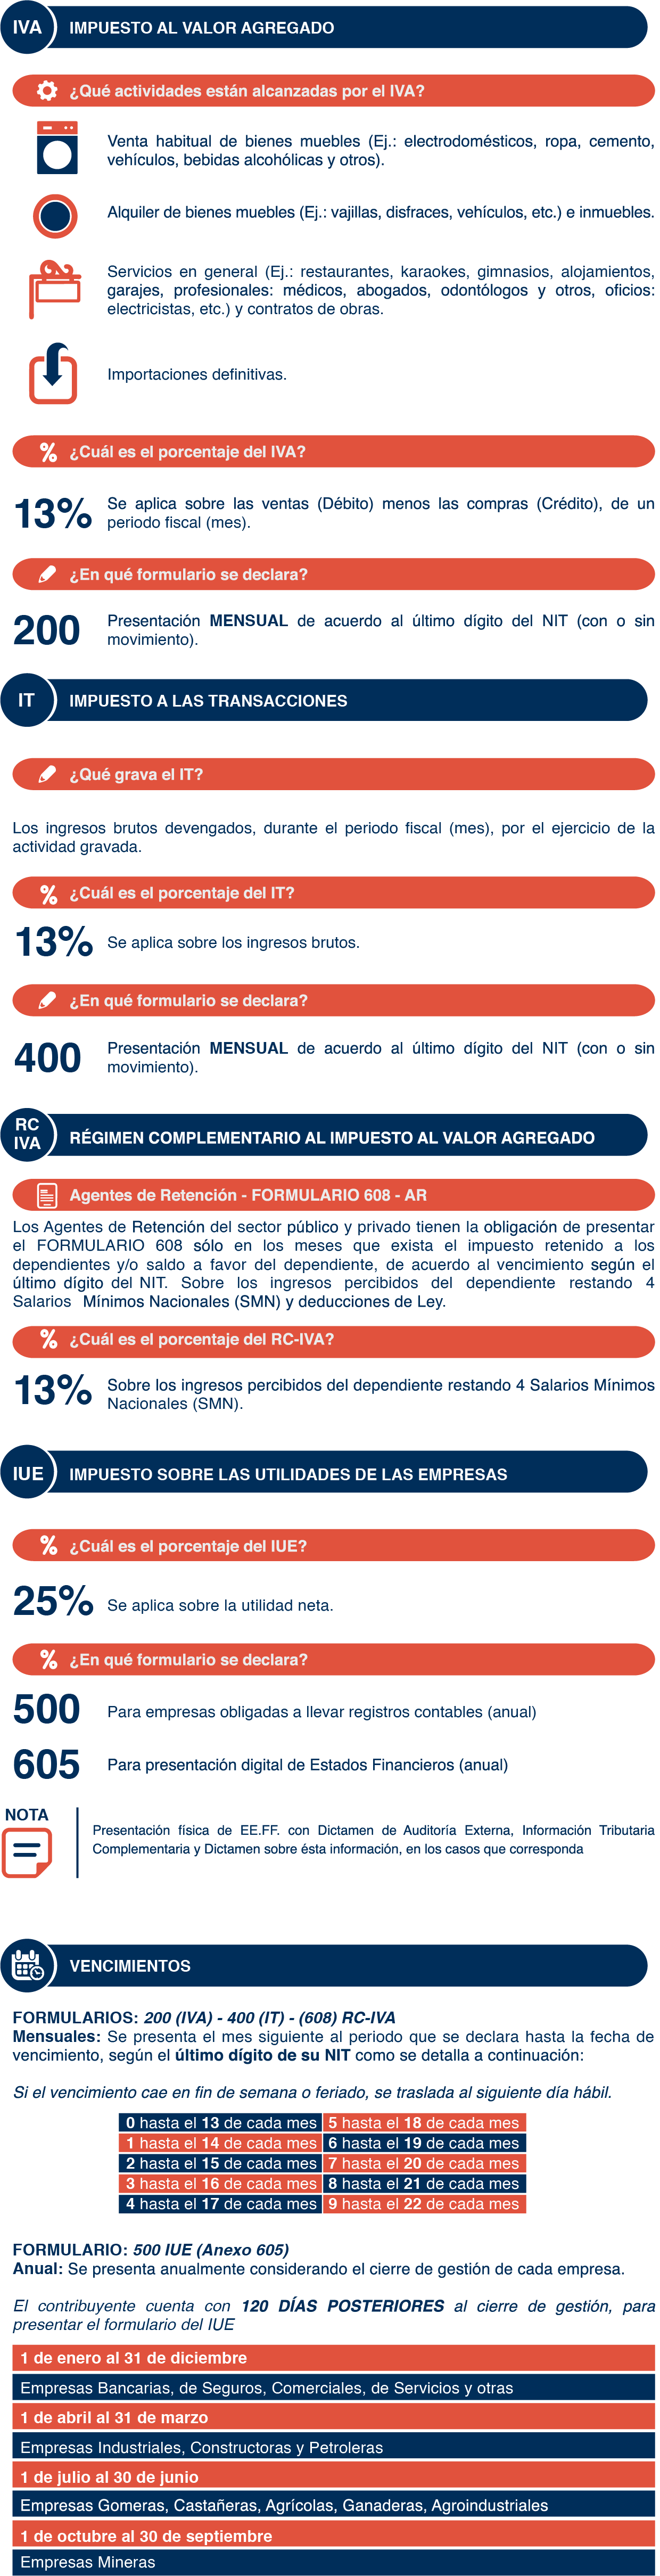 IVA
IMPUESTO AL VALOR AGREGADO
¿Qué actividades están alcanzadas por el IVA?
Venta habitual de bienes muebles (Ej.: electrodomésticos, ropa, cemento,
vehículos, bebidas alcohólicas y otros).
Alquiler de bienes muebles (Ej.: vajillas, disfraces, vehículos, etc.) e inmuebles.
Servicios en general (Ej.: restaurantes, karaokes, gimnasios, alojamientos,
garajes, profesionales: médicos, abogados, odontólogos y otros, oficios:
electricistas, etc.) y contratos de obras.
Importaciones definitivas.
% ¿Cuál es el porcentaje del IVA?
13%
Se aplica sobre las ventas (Débito) menos las compras (Crédito), de un
periodo fiscal (mes).
¿En qué formulario se declara?
200
Presentación MENSUAL de acuerdo al último dígito del NIT (con o sin
movimiento).
IT
IMPUESTO A LAS TRANSACCIONES
¿Qué grava el IT?
Los ingresos brutos devengados, durante el periodo fiscal (mes), por el ejercicio de la
actividad gravada.
% ¿Cuál es el porcentaje del IT?
13% Se aplica sobre los ingresos brutos.
¿En qué formulario se declara?
400
Presentación MENSUAL de acuerdo al último dígito del NIT (con o sin
movimiento).
RC
IVA
RÉGIMEN COMPLEMENTARIO AL IMPUESTO AL VALOR AGREGADO
Agentes de Retención - FORMULARIO 608 - AR
Los Agentes de Retención del sector público y privado tienen la obligación de presentar
el FORMULARIO 608 sólo en los meses que exista el impuesto retenido a los
dependientes y/o saldo a favor del dependiente, de acuerdo al vencimiento según el
último dígito del NIT. Sobre los ingresos percibidos del dependiente restando 4
Salarios Mínimos Nacionales (SMN) y deducciones de Ley.
% ¿Cuál es el porcentaje del RC-IVA?
13%
Sobre los ingresos percibidos del dependiente restando 4 Salarios Mínimos
Nacionales (SMN).
IUE
IMPUESTO SOBRE LAS UTILIDADES DE LAS EMPRESAS
% ¿Cuál es el porcentaje del IUE?
25% Se aplica sobre la utilidad neta.
% ¿En qué formulario se declara?
500 Para empresas obligadas a llevar registros contables (anual)
605 Para presentación digital de Estados Financieros (anual)
NOTA
Presentación física de EE.FF. con Dictamen de Auditoría Externa, Información Tributaria
Complementaria y Dictamen sobre ésta información, en los casos que corresponda
VENCIMIENTOS
FORMULARIOS: 200 (IVA) - 400 (IT) - (608) RC-IVA
Mensuales: Se presenta el mes siguiente al periodo que se declara hasta la fecha de
vencimiento, según el último dígito de su NIT como se detalla a continuación:
Si el vencimiento cae en fin de semana o feriado, se traslada al siguiente día hábil.
0 hasta el 13 de cada mes 5 hasta el 18 de cada mes
1 hasta el 14 de cada mes 6 hasta el 19 de cada mes
2 hasta el 15 de cada mes 7 hasta el 20 de cada mes
3 hasta el 16 de cada mes 8 hasta el 21 de cada mes
4 hasta el 17 de cada mes 9 hasta el 22 de cada mes
FORMULARIO: 500 IUE (Anexo 605)
Anual: Se presenta anualmente considerando el cierre de gestión de cada empresa.
El contribuyente cuenta con 120 DÍAS POSTERIORES al cierre de gestión, para
presentar el formulario del IUE
1 de enero al 31 de diciembre
Empresas Bancarias, de Seguros, Comerciales, de Servicios y otras
1 de abril al 31 de marzo
Empresas Industriales, Constructoras y Petroleras
1 de julio al 30 de junio
Empresas Gomeras, Castañeras, Agrícolas, Ganaderas, Agroindustriales
1 de octubre al 30 de septiembre
Empresas Mineras